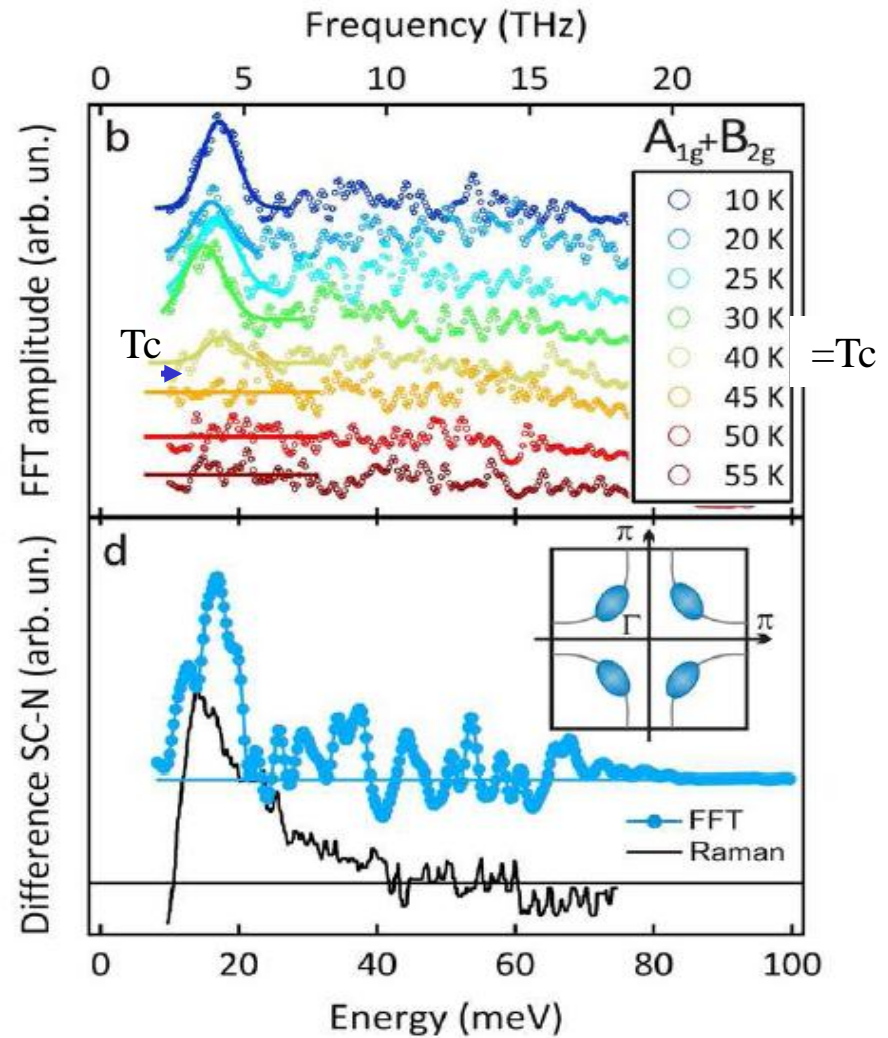 Frequency (THz)
0 5 10 15 20
FFT amplitude (arb. un.)
b
A1g+B2g
10 K
20 K
25 K
30 K
40 K =Tc
45 K
50 K
55 K
Tc
Difference SC-N (arb. un.)
d
π
Γ
π
FFT
Raman
0 20 40 60 80 100
Energy (meV)